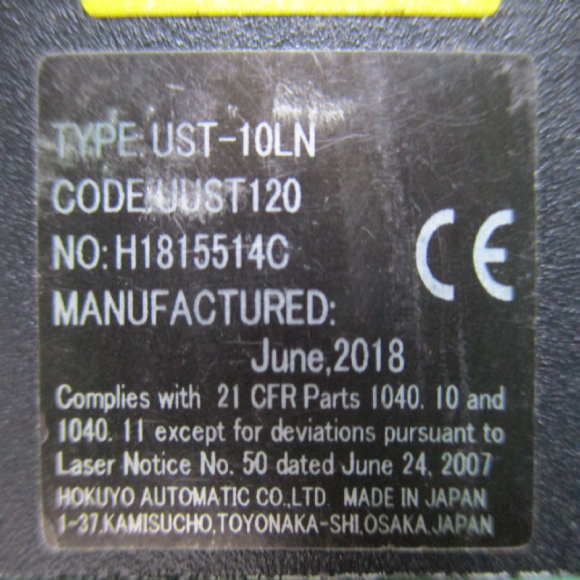 TYPE:UST-10LN
CODE:UUST120
NO:H1815514C
CE
MANUFACTURED:
June,2018
Complies with 21 CFR Parts 1040.10 and
1040.11 except for deviations pursuant to
Laser Notice No. 50 dated June 24, 2007
HOKUYO AUTOMATIC CO.,LTD. MADE IN JAPAN
1-37,KAMISUCHO,TOYONAKA-SHI,OSAKA,JAPAN